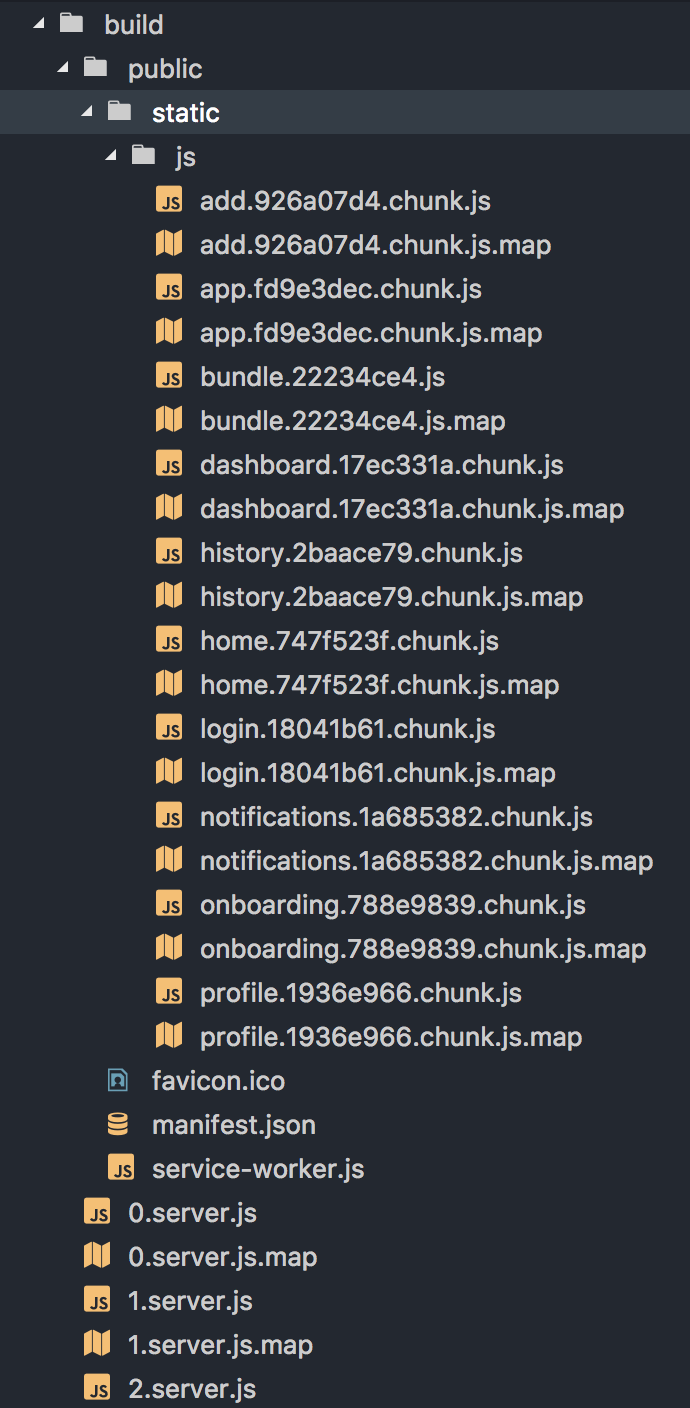 build
public
static
js
JS add.926a07d4.chunk.js
add.926a07d4.chunk.js.map
JS app.fd9e3dec.chunk.js
app.fd9e3dec.chunk.js.map
JS bundle.22234ce4.js
bundle.22234ce4.js.map
JS dashboard.17ec331a.chunk.js
dashboard.17ec331a.chunk.js.map
JS history.2baace79.chunk.js
history.2baace79.chunk.js.map
JS home.747f523f.chunk.js
home.747f523f.chunk.js.map
JS login.18041b61.chunk.js
login.18041b61.chunk.js.map
JS notifications.1a685382.chunk.js
notifications.1a685382.chunk.js.map
JS onboarding.788e9839.chunk.js
onboarding.788e9839.chunk.js.map
JS profile.1936e966.chunk.js
profile.1936e966.chunk.js.map
favicon.ico
manifest.json
JS service-worker.js
JS 0.server.js
0.server.js.map
JS 1.server.js
1.server.js.map
JS 2.server.js